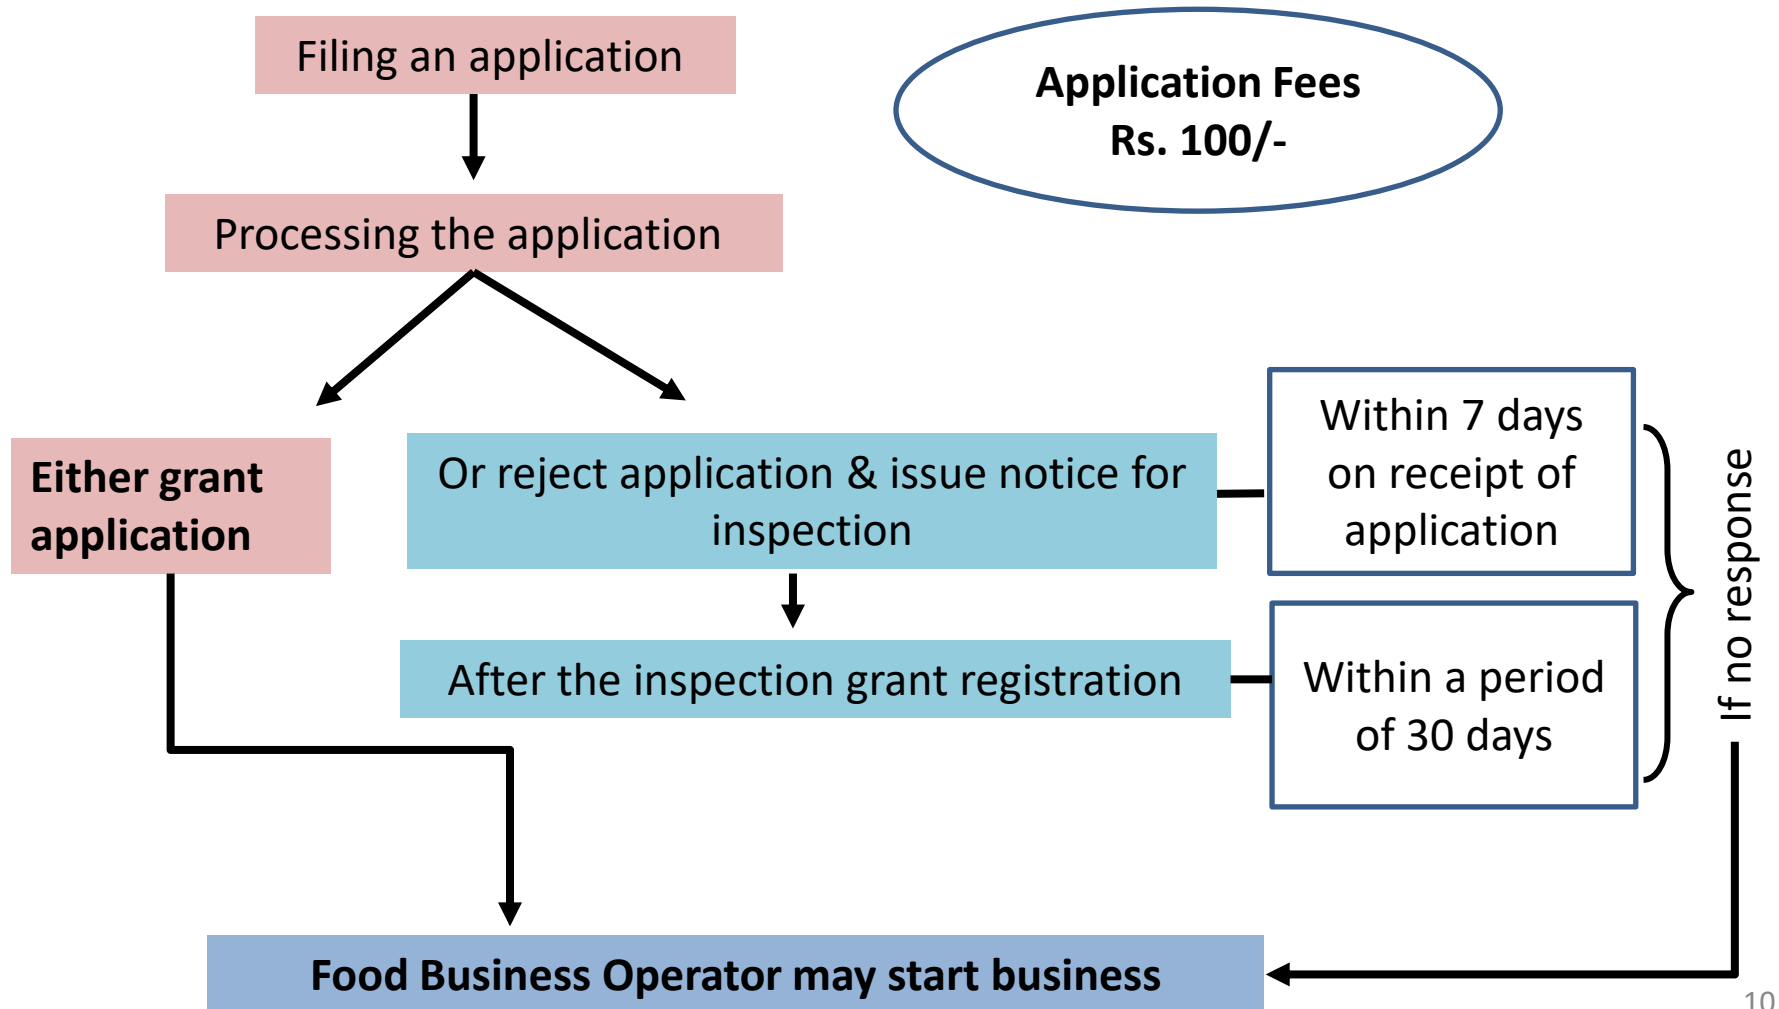 Filing an application
Application Fees
Rs. 100/-
Processing the application
Either grant
application
Or reject application & issue notice for
inspection
Within 7 days
on receipt of
application
After the inspection grant registration
Within a period
of 30 days
If no response
Food Business Operator may start business
10